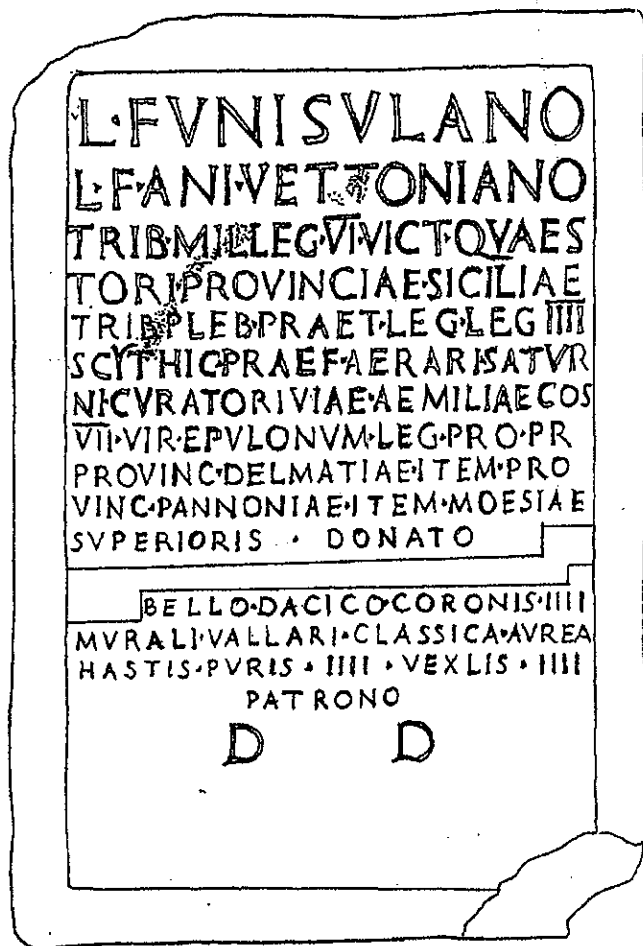 L·FVNISVLANO
L·F·ANI·VETTONIANO
TRIB·MIL·LEG·VI·VICT·QVAES
TORI·PROVINCIAE·SICILIAE
TRIB·PLEB·PRAET·LEG·LEG IIII
SCYTHIC·PRAEF·AERARI·SATVR
NI·CVRATORI VIAE·AEMILIAE COS
VII·VIR·EPVLONVM·LEG·PRO·PR
PROVINC·DELMATIAE·ITEM·PRO
VINC·PANNONIAE·ITEM·MOESIAE
SVPERIORIS · DONATO
BELLO·DACICO·CORONIS·IIII
MVRALI·VALLARI·CLASSICA·AVREA
HASTIS·PVRIS · IIII · VEXLIS · IIII
PATRONO
D D